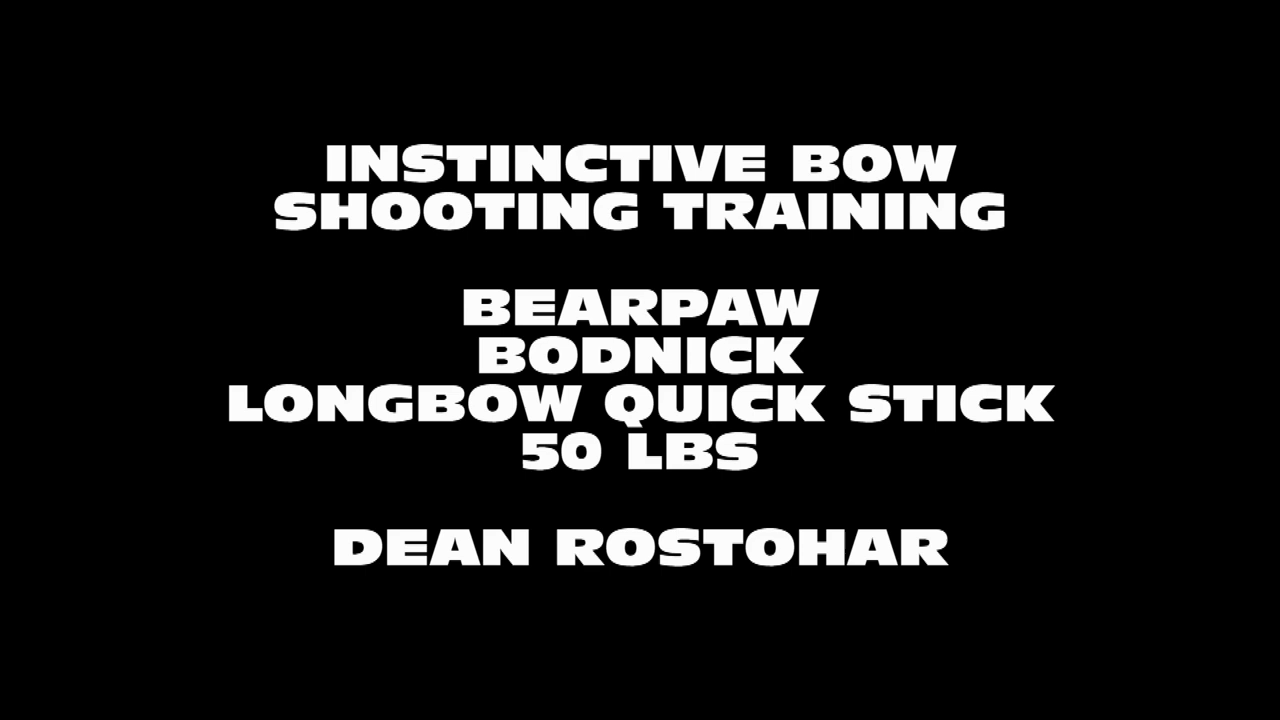 INSTINCTIVE BOW
SHOOTING TRAINING
BEARPAW
BODNICK
LONGBOW QUICK STICK
50 LBS
DEAN ROSTOHAR